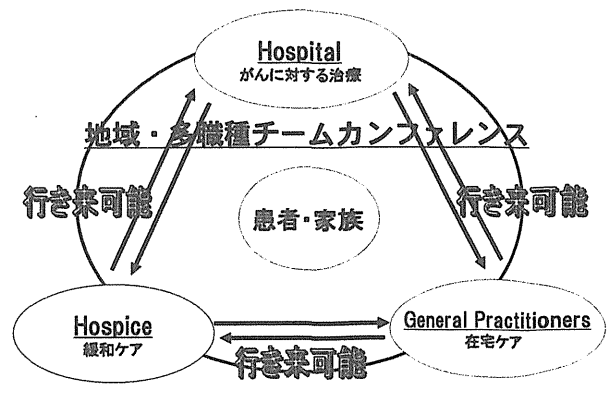 Hospital
がんに対する治療
地域・多職種チームカンファレンス
行き来可能
行き来可能
患者・家族
Hospice
緩和ケア
General Practitioners
在宅ケア
行き来可能